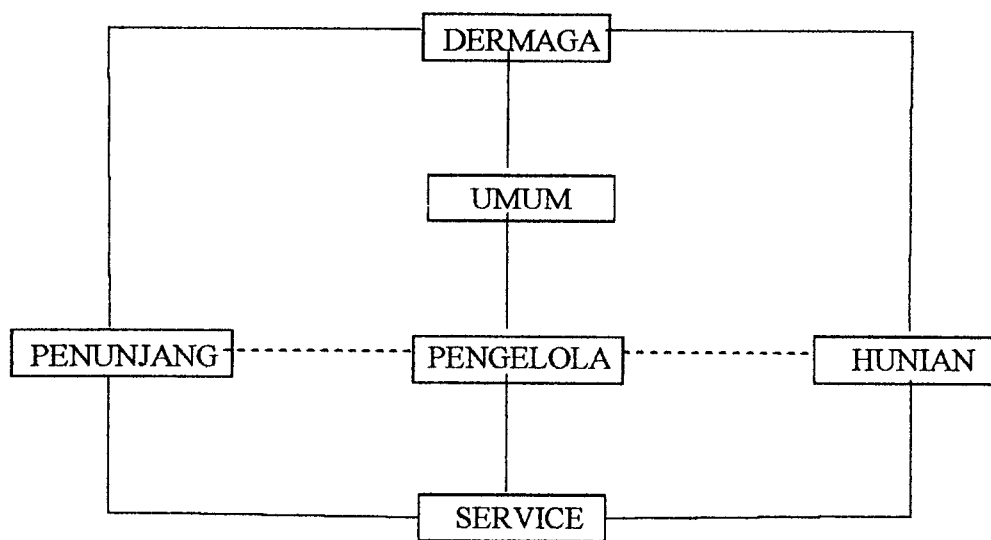 DERMAGA
UMUM
PENUNJANG
PENGELOLA
HUNIAN
SERVICE